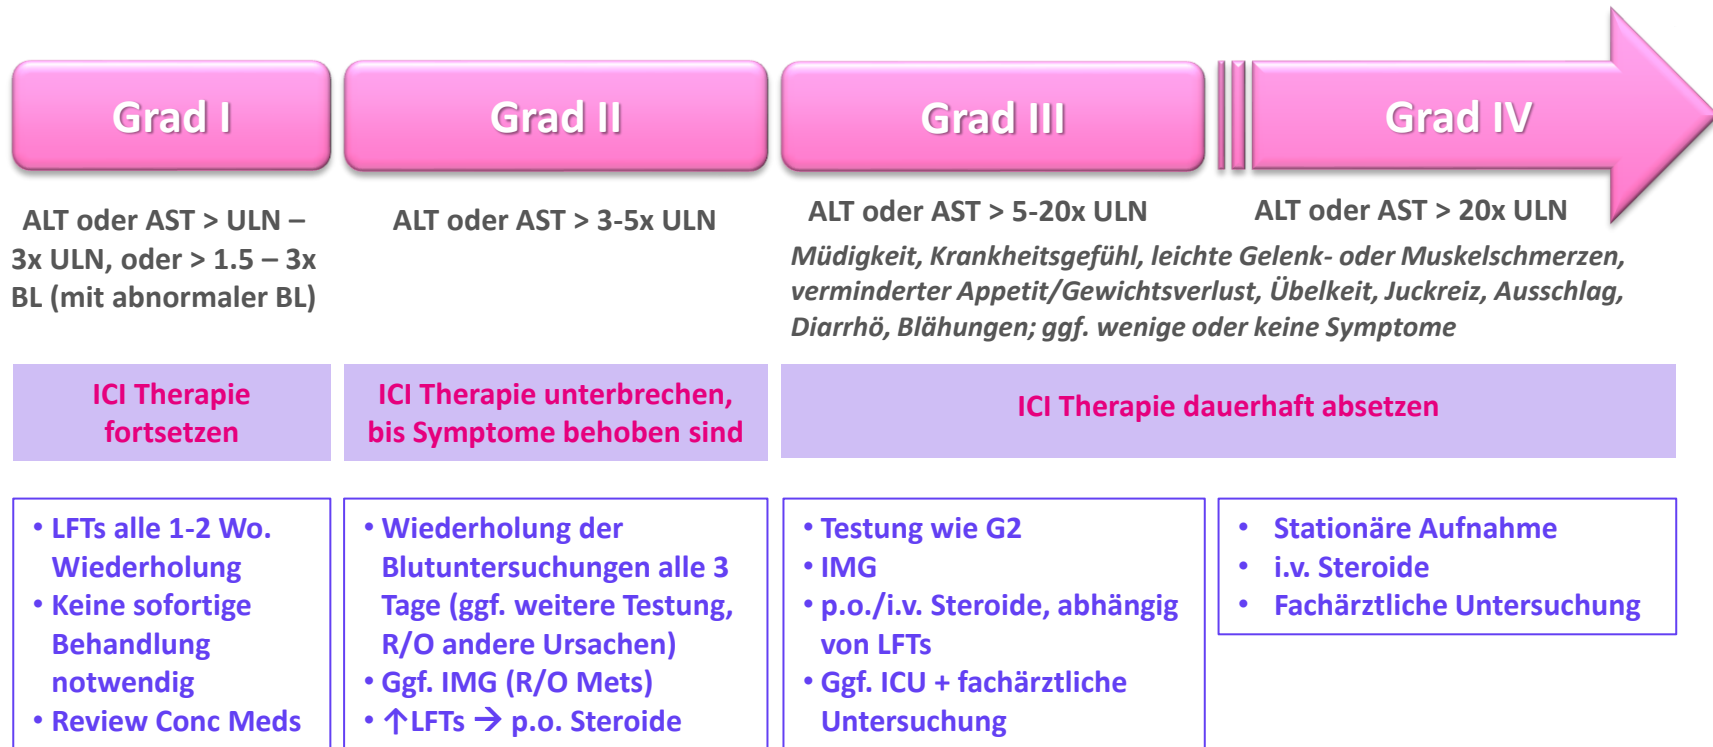 Grad I
Grad II
Grad III
Grad IV
ALT oder AST > ULN –
3x ULN, oder > 1.5 – 3x
BL (mit abnormaler BL)
ALT oder AST > 3-5x ULN
ALT oder AST > 5-20x ULN
ALT oder AST > 20x ULN
Müdigkeit, Krankheitsgefühl, leichte Gelenk- oder Muskelschmerzen,
verminderter Appetit/Gewichtsverlust, Übelkeit, Juckreiz, Ausschlag,
Diarrhö, Blähungen; ggf. wenige oder keine Symptome
ICI Therapie
fortsetzen
ICI Therapie unterbrechen,
bis Symptome behoben sind
ICI Therapie dauerhaft absetzen
• LFTs alle 1-2 Wo.
Wiederholung
• Keine sofortige
Behandlung
notwendig
• Review Conc Meds
• Wiederholung der
Blutuntersuchungen alle 3
Tage (ggf. weitere Testung,
R/O andere Ursachen)
• Ggf. IMG (R/O Mets)
• ↑LFTs → p.o. Steroide
• Testung wie G2
• IMG
• p.o./i.v. Steroide, abhängig
von LFTs
• Ggf. ICU + fachärztliche
Untersuchung
• Stationäre Aufnahme
• i.v. Steroide
• Fachärztliche Untersuchung